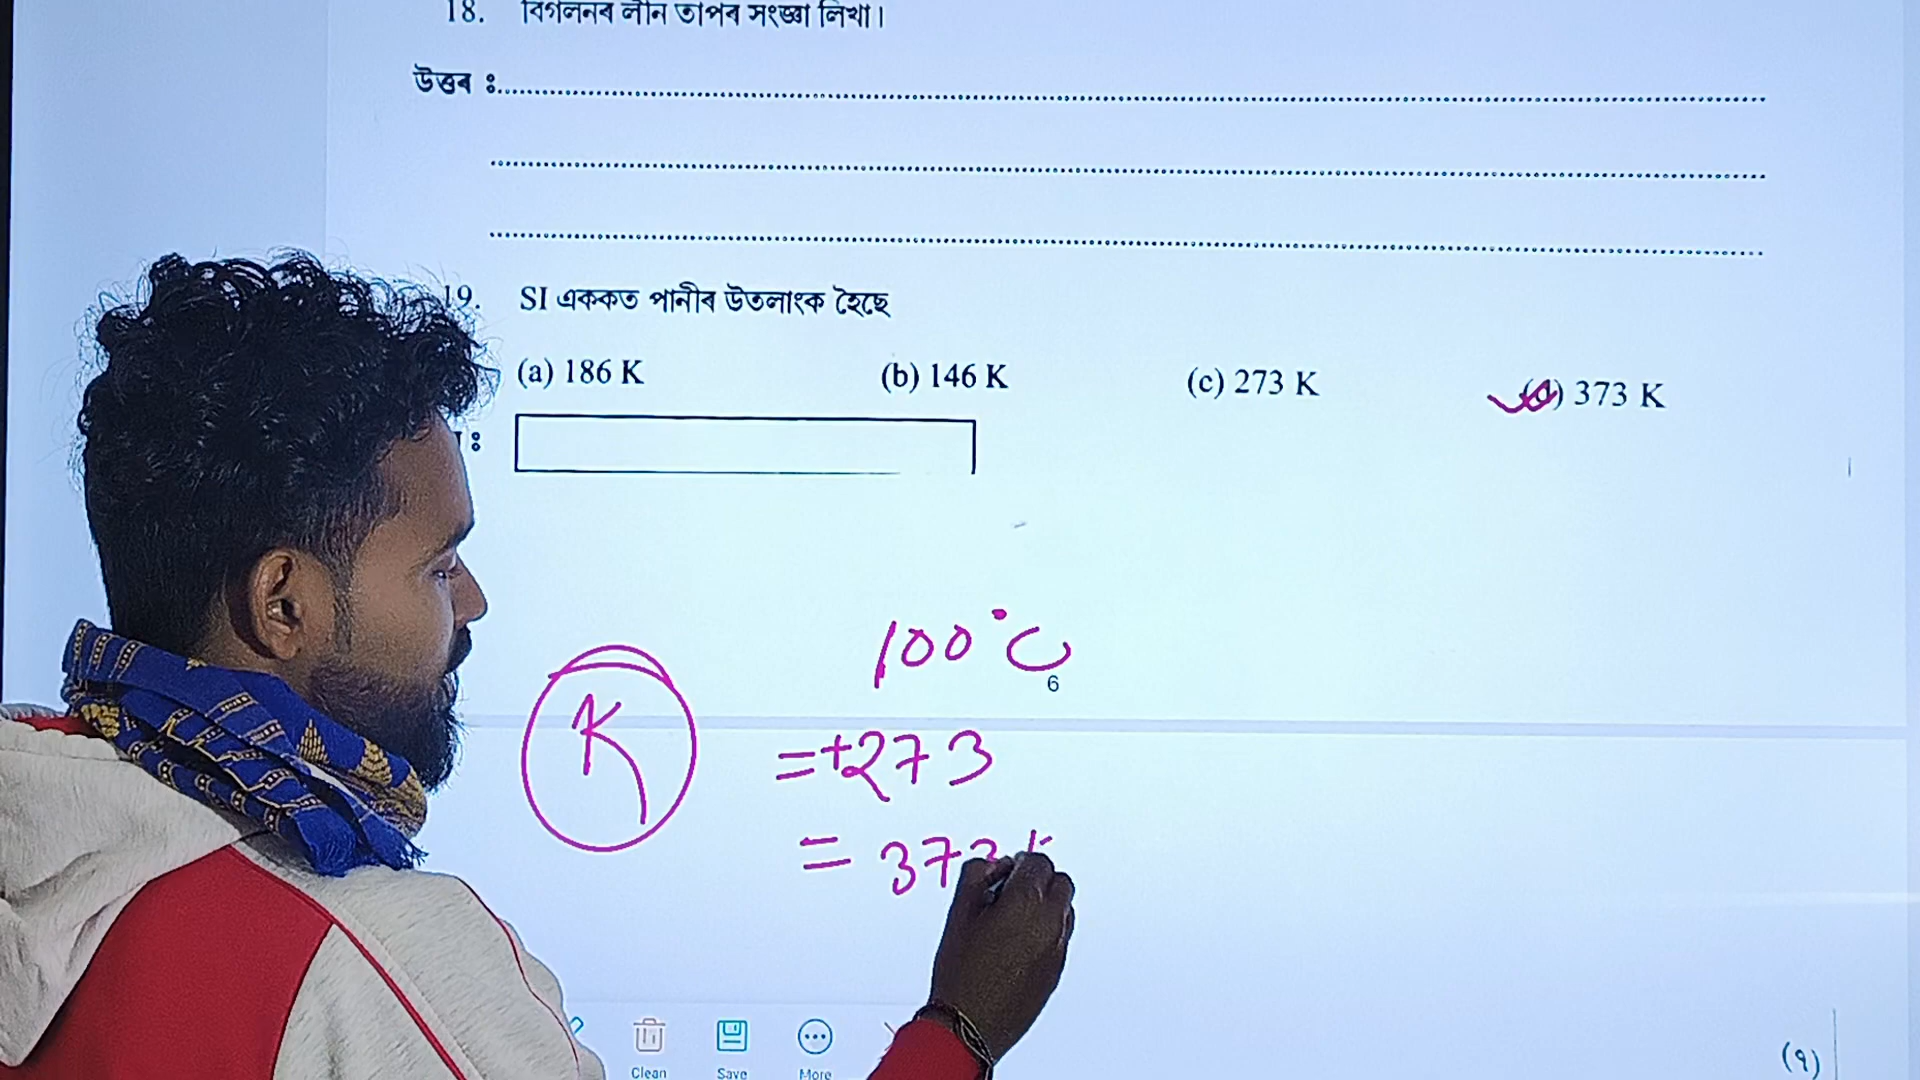 18. বিগলনৰ লীন তাপৰ সংজ্ঞা লিখা।
উত্তৰ ঃ
19. SI এককত পানীৰ উতলাংক হৈছে
(a) 186 K (b) 146 K (c) 273 K (d) 373 K
100°C
6
K
=+273
= 373 K
Clean Save More
(৭)